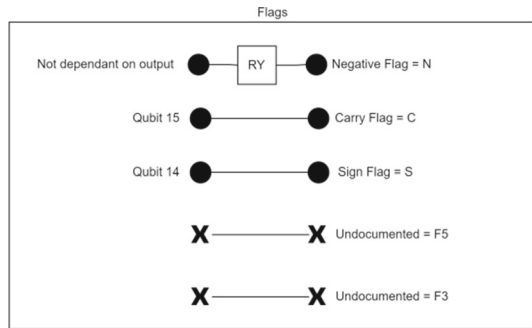 Flags
Not dependant on output RY Negative Flag = N
Qubit 15 Carry Flag = C
Qubit 14 Sign Flag = S
X X Undocumented = F5
X X Undocumented = F3